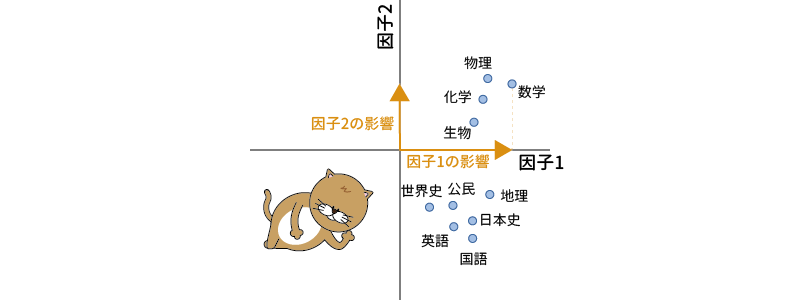 因子2
物理
数学
化学
生物
因子2の影響
因子1の影響
因子1
世界史
公民
地理
日本史
英語
国語